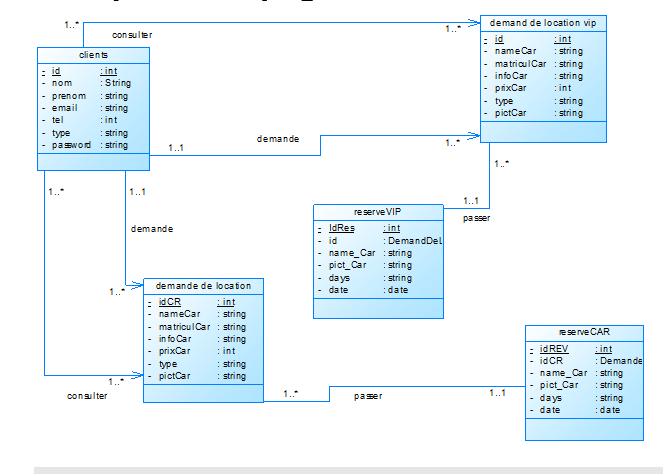 1..*
consulter
1..*
demand de location vip
- id : int
- nameCar : string
- matriculCar : string
- infoCar : string
- prixCar : int
- type : string
- pictCar : string
clients
- id : int
- nom : String
- prenom : string
- email : string
- tel : int
- type : string
- password : string
demande
1..1
1..*
1..*
1..1
1..*
1..1
passer
demande
reserveVIP
- IdRes : int
- id : DemandDeL
- name_Car : string
- pict_Car : string
- days : string
- date : date
1..*
demande de location
- idCR : int
- nameCar : string
- matriculCar : string
- infoCar : string
- prixCar : int
- type : string
- pictCar : string
reserveCAR
- idREV : int
- idCR : Demande
- name_Car : string
- pict_Car : string
- days : string
- date : date
1..*
consulter
1..*
passer
1..1